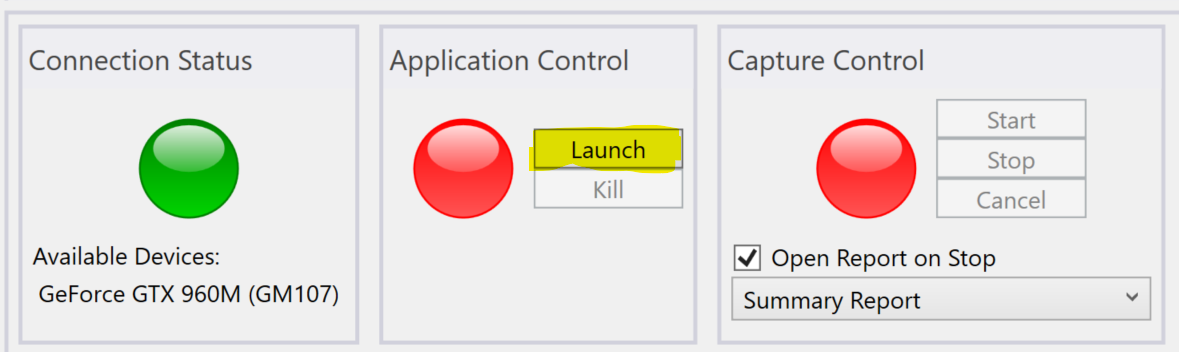 Connection Status
Available Devices:
GeForce GTX 960M (GM107)
Application Control
Launch
Kill
Capture Control
Start
Stop
Cancel
Open Report on Stop
Summary Report